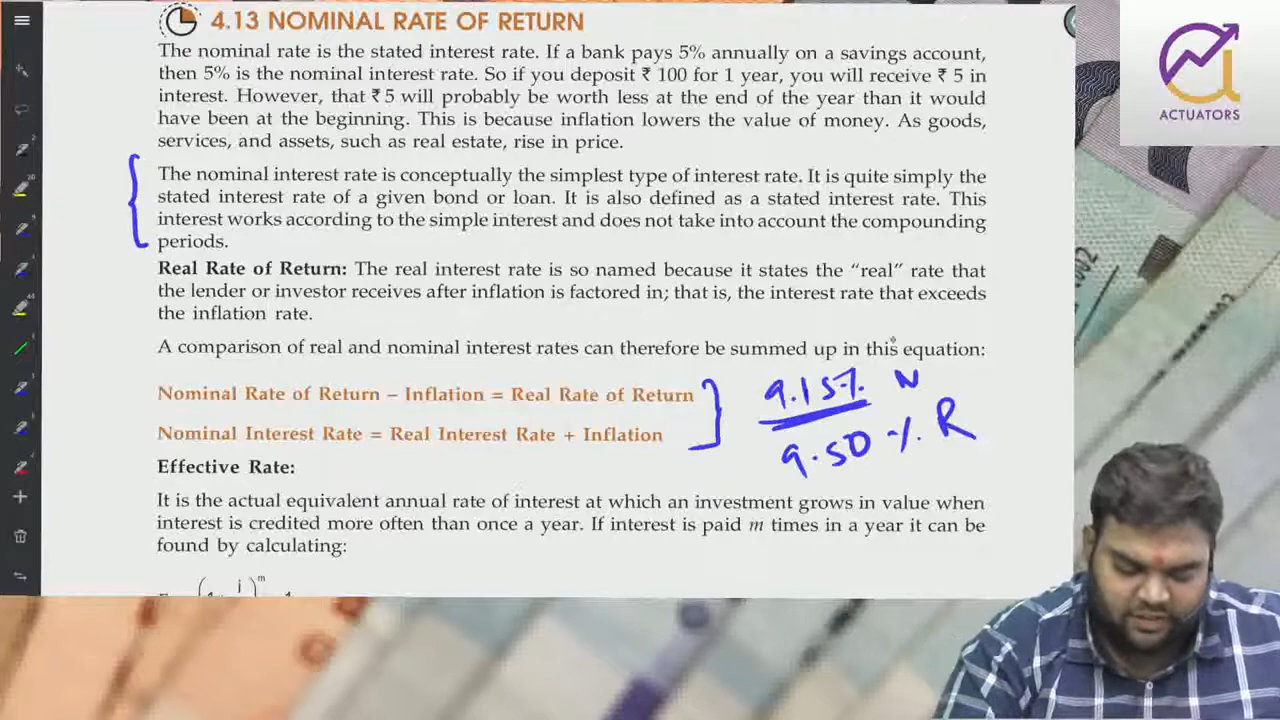 4.13 NOMINAL RATE OF RETURN
The nominal rate is the stated interest rate. If a bank pays 5% annually on a savings account,
then 5% is the nominal interest rate. So if you deposit ₹ 100 for 1 year, you will receive ₹ 5 in
interest. However, that ₹ 5 will probably be worth less at the end of the year than it would
have been at the beginning. This is because inflation lowers the value of money. As goods,
services, and assets, such as real estate, rise in price.
The nominal interest rate is conceptually the simplest type of interest rate. It is quite simply the
stated interest rate of a given bond or loan. It is also defined as a stated interest rate. This
interest works according to the simple interest and does not take into account the compounding
periods.
Real Rate of Return: The real interest rate is so named because it states the “real” rate that
the lender or investor receives after inflation is factored in; that is, the interest rate that exceeds
the inflation rate.
A comparison of real and nominal interest rates can therefore be summed up in this equation:
Nominal Rate of Return – Inflation = Real Rate of Return
Nominal Interest Rate = Real Interest Rate + Inflation
9.15% N
9.50 % R
Effective Rate:
It is the actual equivalent annual rate of interest at which an investment grows in value when
interest is credited more often than once a year. If interest is paid m times in a year it can be
found by calculating:
ACTUATORS